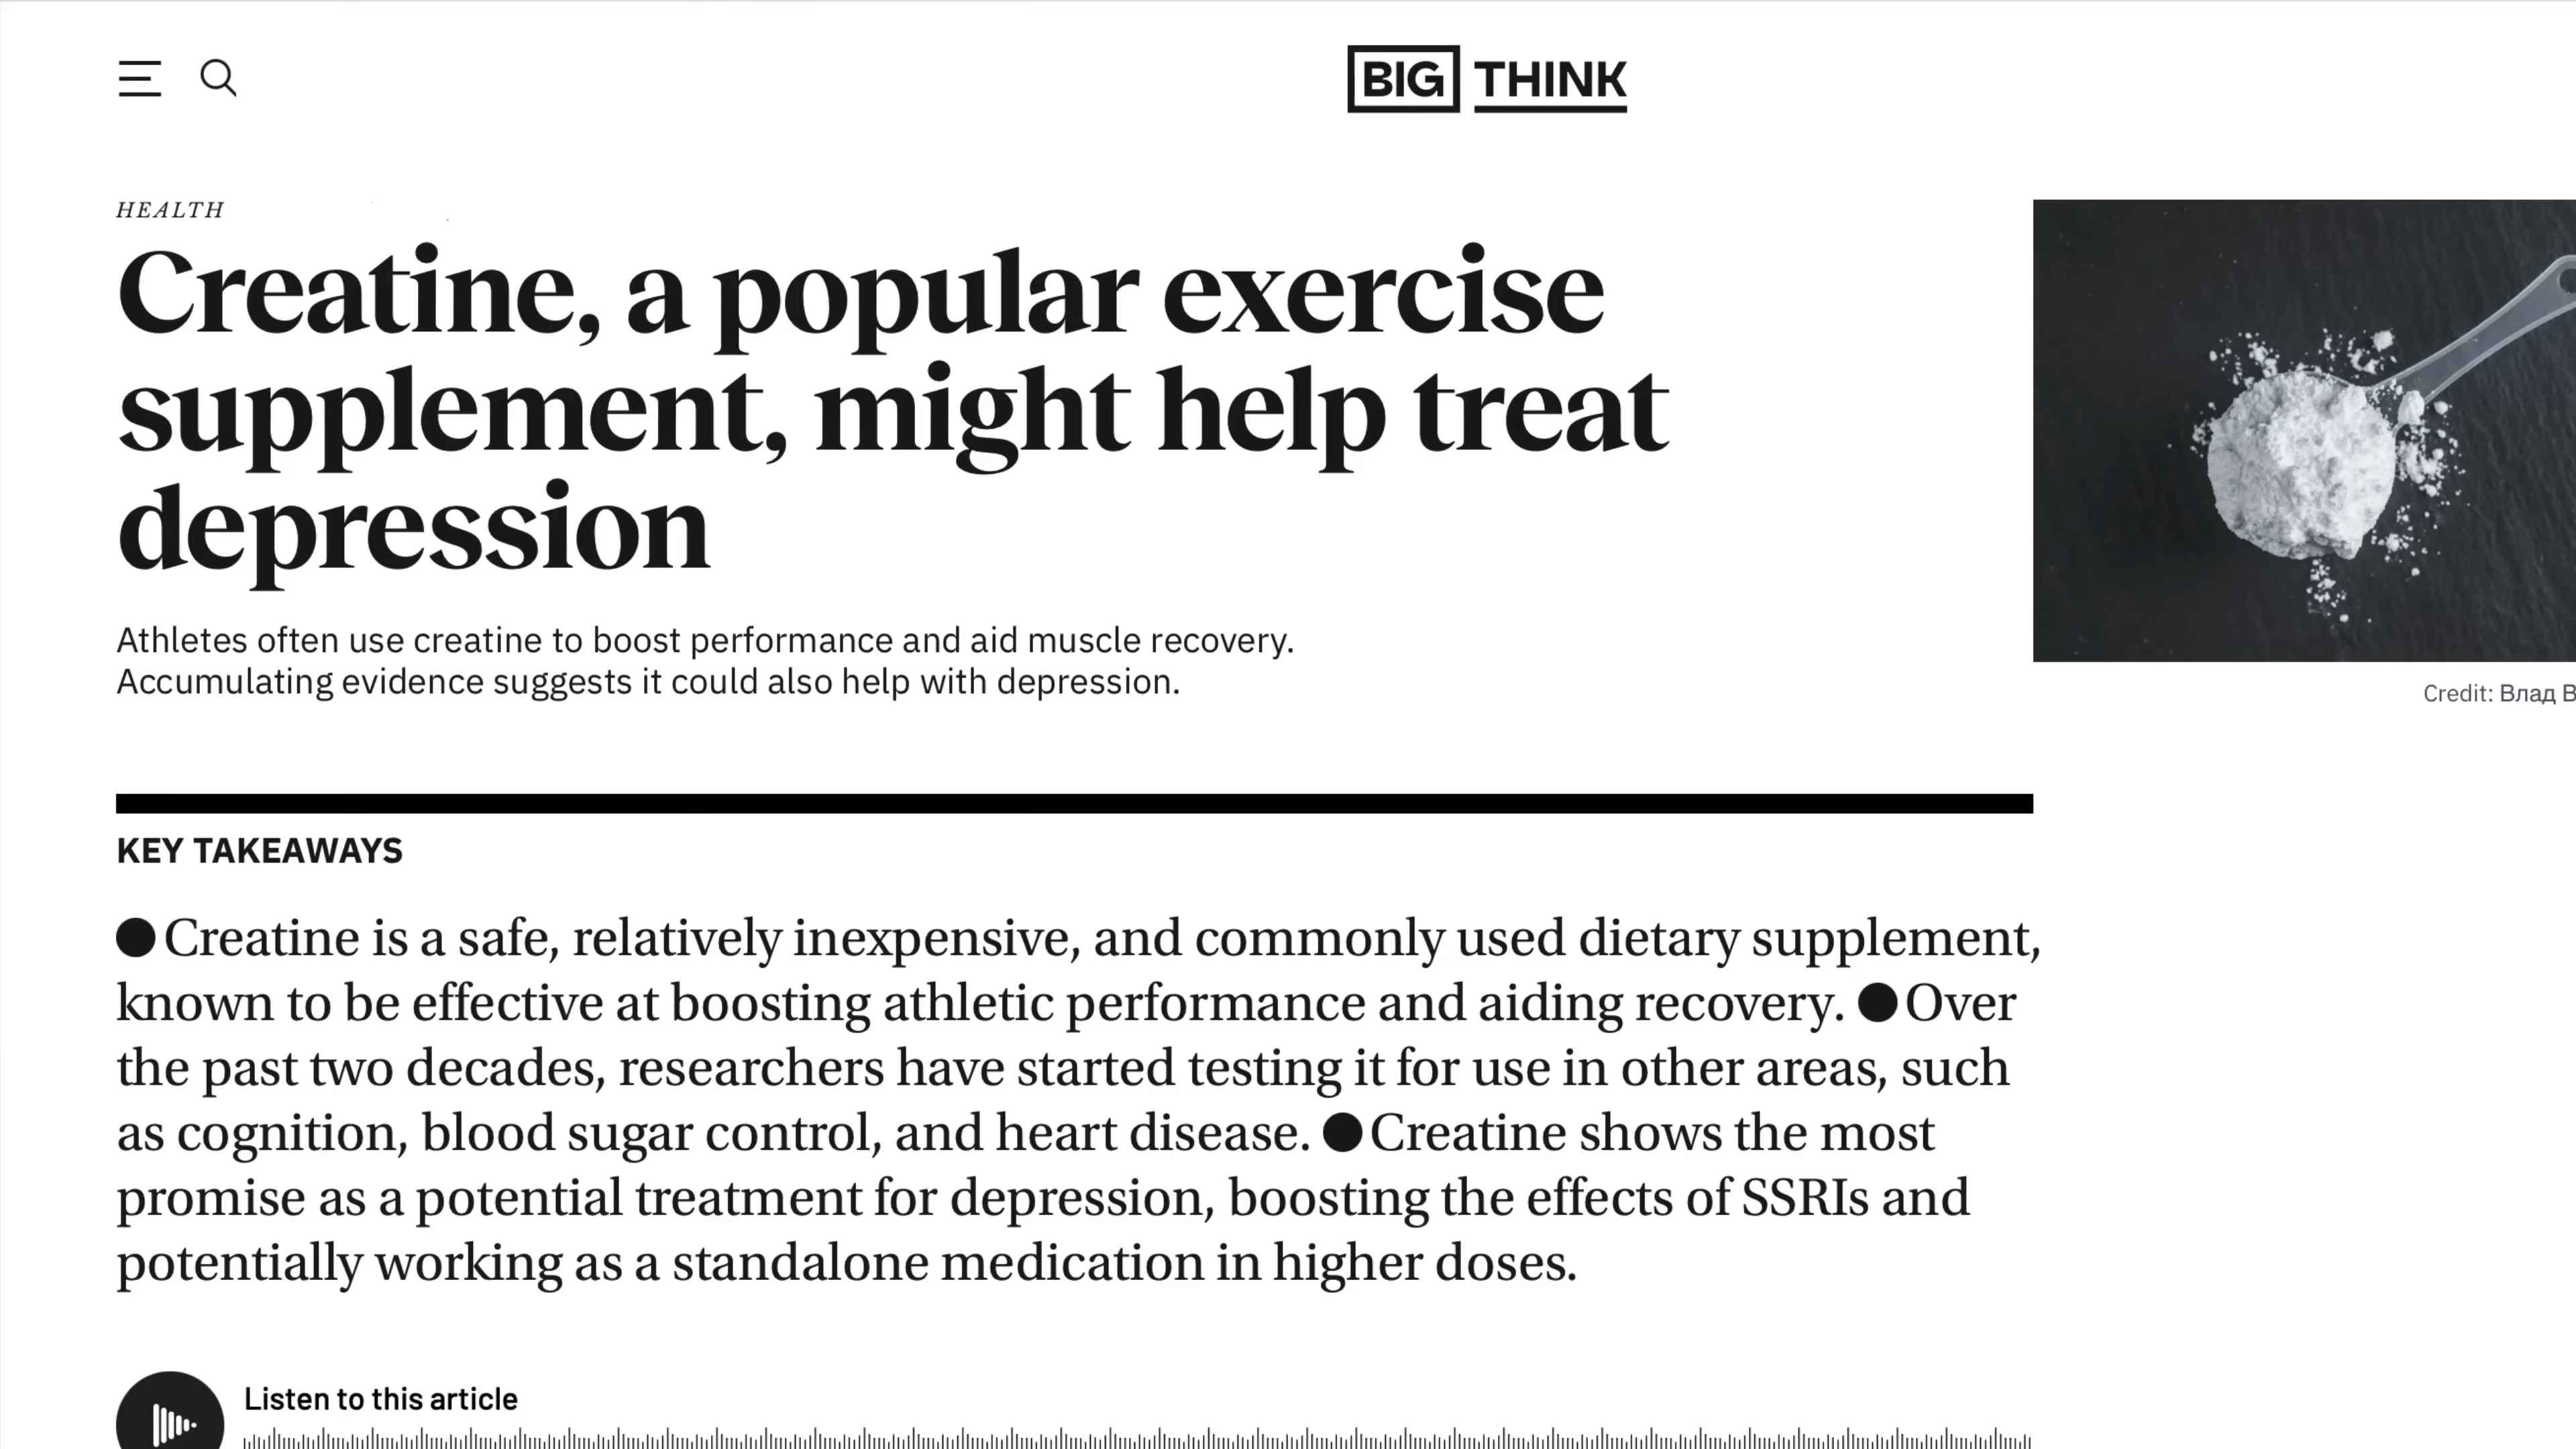 BIG THINK
HEALTH
Creatine, a popular exercise
supplement, might help treat
depression
Athletes often use creatine to boost performance and aid muscle recovery.
Accumulating evidence suggests it could also help with depression.
Credit: Влад В
KEY TAKEAWAYS
● Creatine is a safe, relatively inexpensive, and commonly used dietary supplement,
known to be effective at boosting athletic performance and aiding recovery. ● Over
the past two decades, researchers have started testing it for use in other areas, such
as cognition, blood sugar control, and heart disease. ● Creatine shows the most
promise as a potential treatment for depression, boosting the effects of SSRIs and
potentially working as a standalone medication in higher doses.
Listen to this article